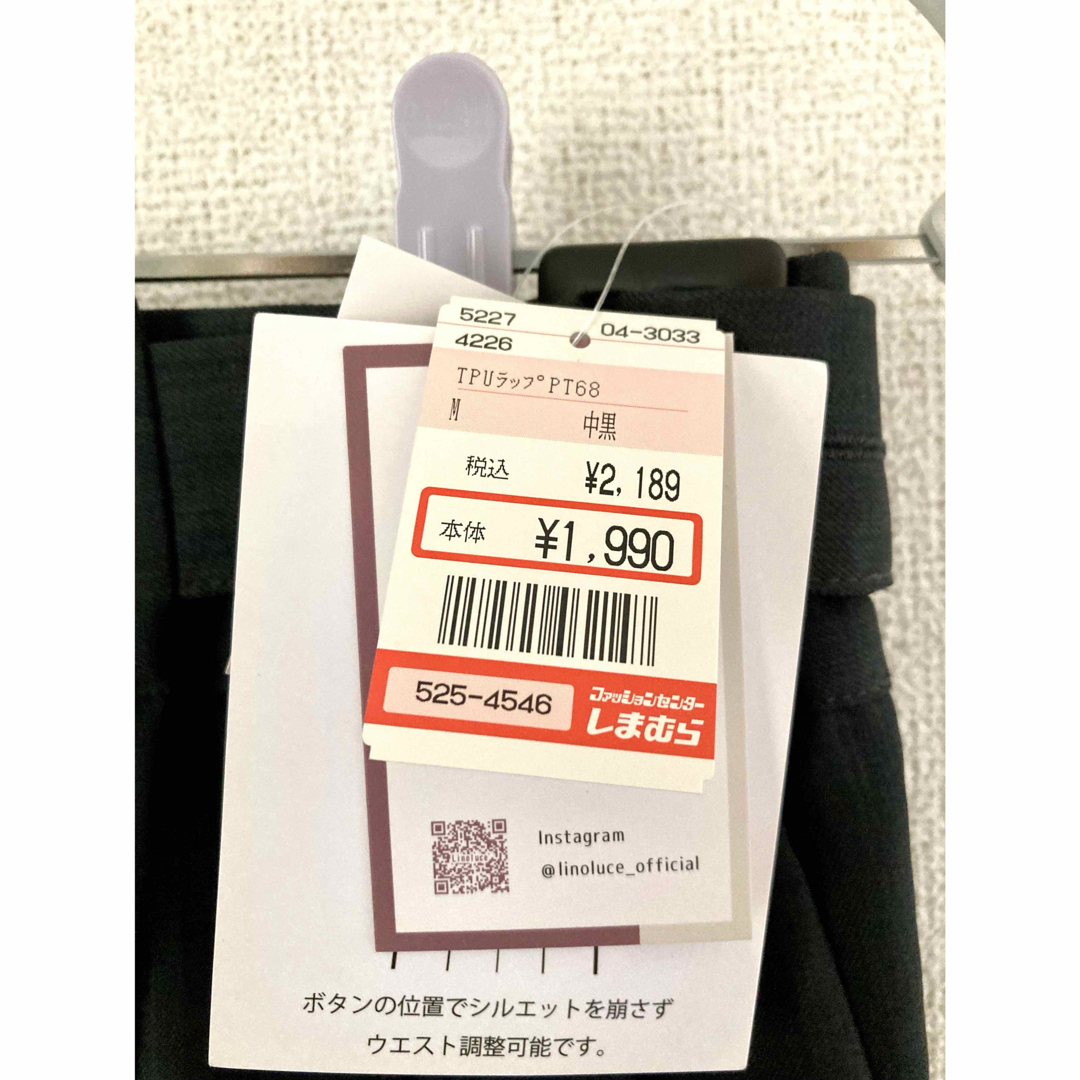 5227
04-3033
4226
TPUラップPT68
M
中黒
税込 ¥2,189
本体 ¥1,990
525-4546
ファッションセンター
しまむら
Linoluce
Instagram
@linoluce_official
ボタンの位置でシルエットを崩さず
ウエスト調整可能です。